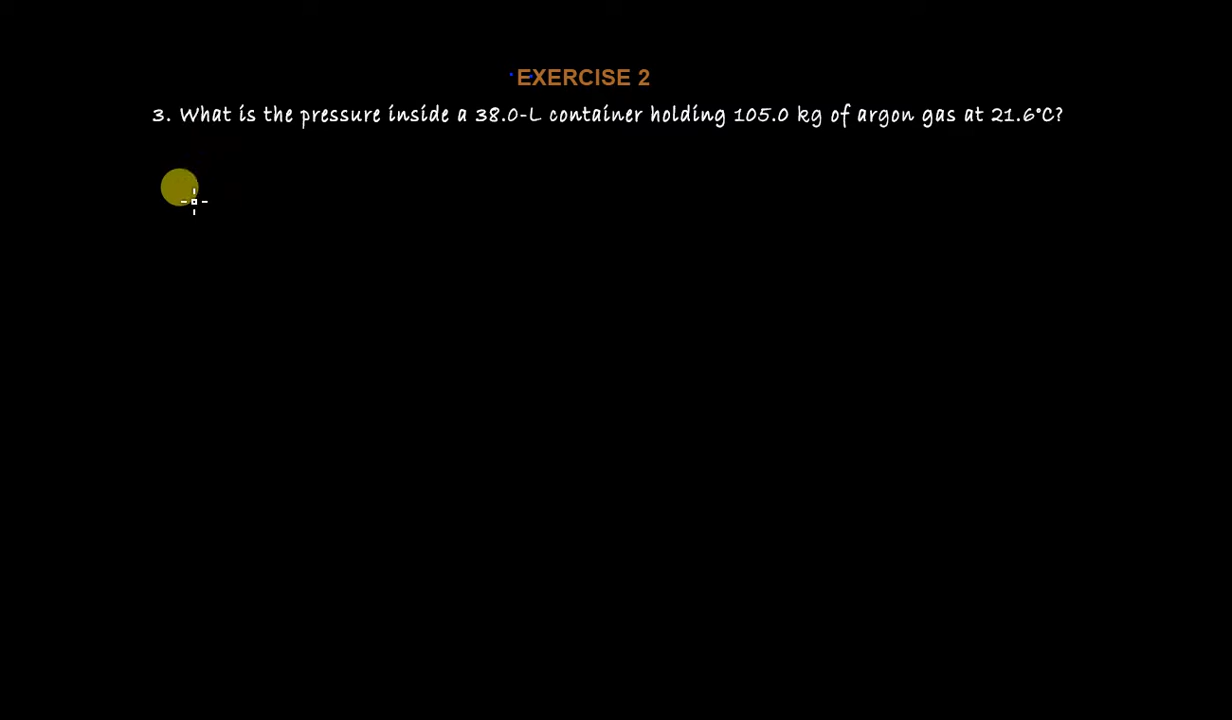 EXERCISE 2
3. What is the pressure inside a 38.0-L container holding 105.0 kg of argon gas at 21.6°C?